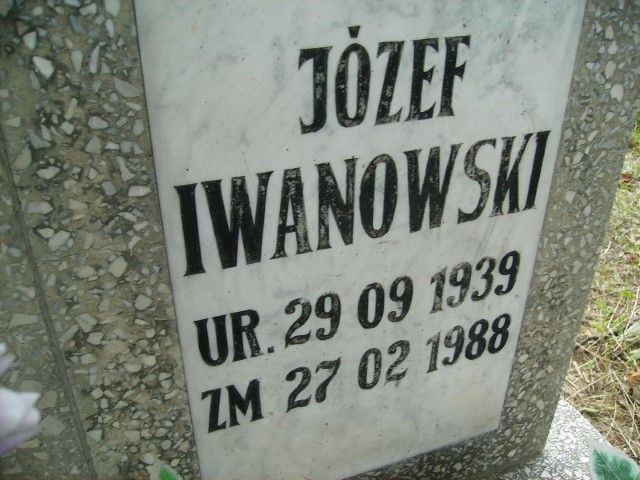 JÓZEF
IWANOWSKI
UR. 29 09 1939
ZM 27 02 1988